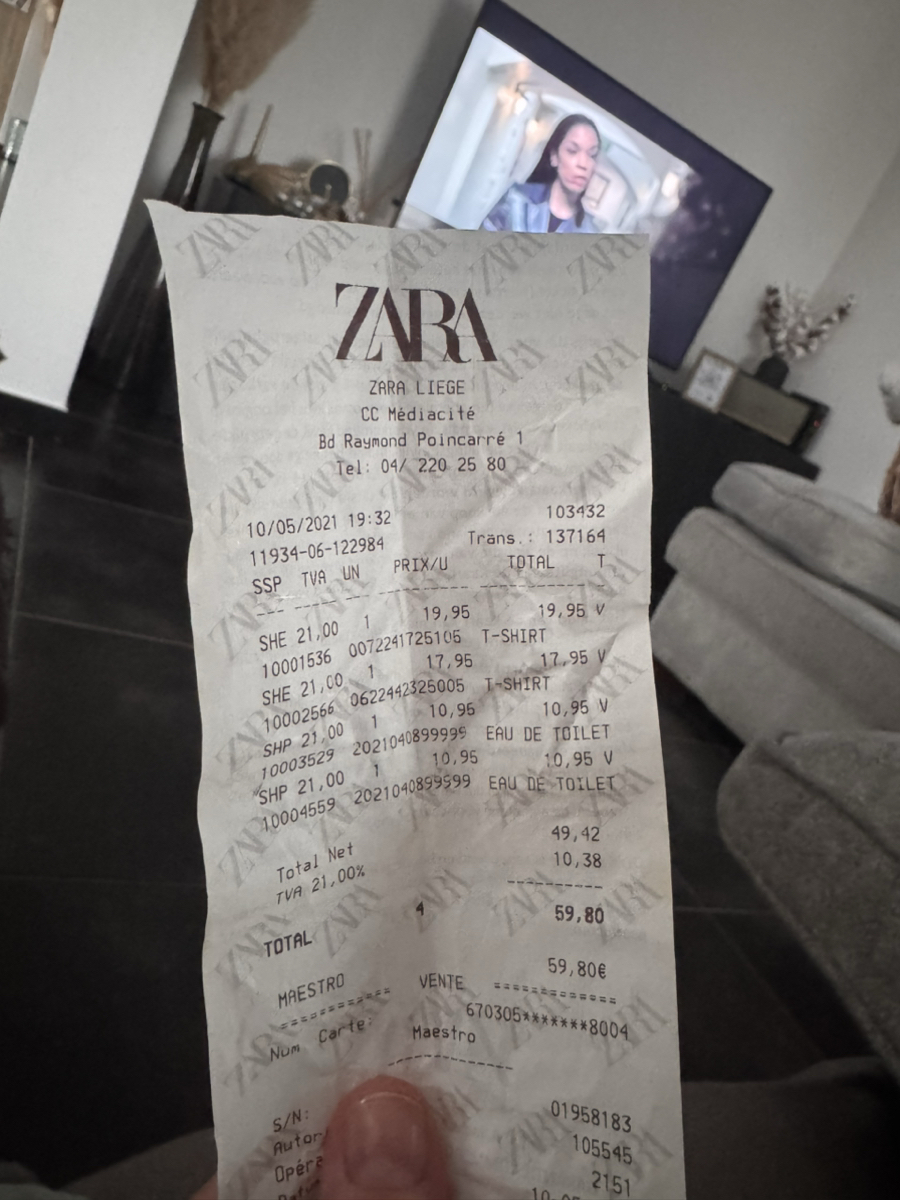 ZARA
ZARA LIEGE
CC Médiacité
Bd Raymond Poincarré 1
Tel: 04/ 220 25 80
10/05/2021 19:32 103432
11934-06-122984 Trans.: 137164
SSP TVA UN PRIX/U TOTAL T
SHE 21,00 1 19,95 19,95 V
10001536 0072241725105 T-SHIRT
SHE 21,00 1 17,95 17,95 V
10002566 0622442325005 T-SHIRT
SHP 21,00 1 10,95 10,95 V
10003529 2021040899999 EAU DE TOILET
SHP 21,00 1 10,95 10,95 V
10004559 2021040899999 EAU DE TOILET
Total Net 49,42
TVA 21,00% 10,38
TOTAL 4 59,80
MAESTRO 59,80€
VENTE
Num Carte: 670305*******8004
Maestro
S/N: 01958183
Autor 105545
Opéra 2151